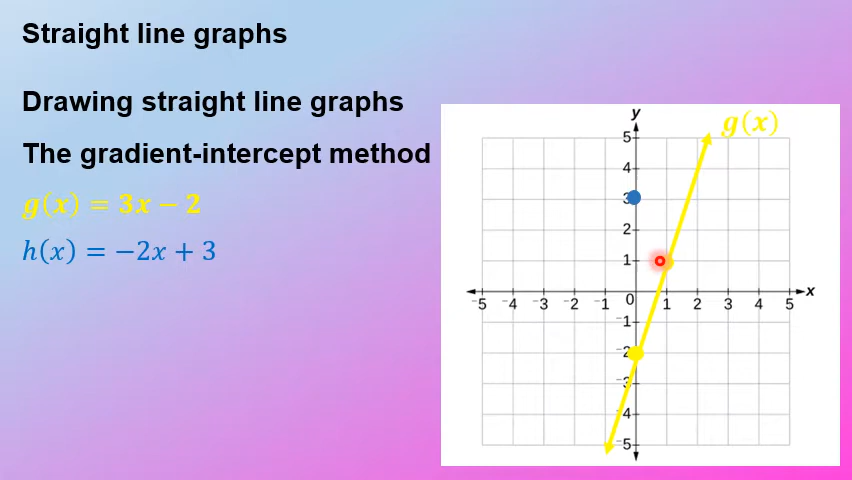 Straight line graphs
Drawing straight line graphs
The gradient-intercept method
g(x) = 3x − 2
h(x) = −2x + 3
y
g(x)
5
4
3
2
1
⁻5 ⁻4 ⁻3 ⁻2 ⁻1 0 1 2 3 4 5 x
⁻1
⁻2
⁻3
⁻4
⁻5